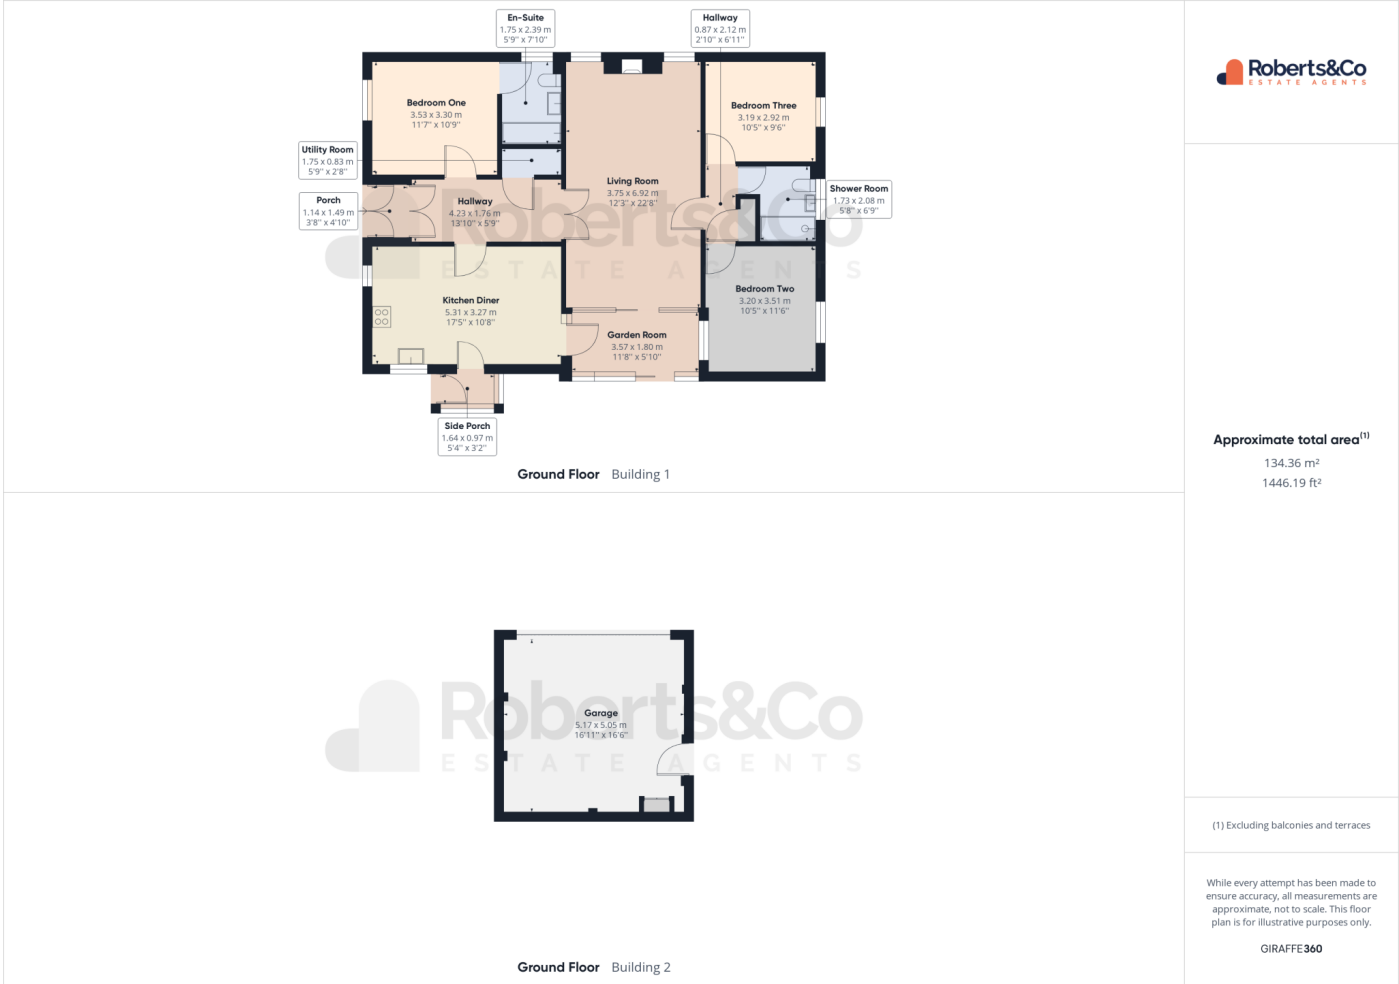 En-Suite
1.75 x 2.39 m
5'9" x 7'10"
Hallway
0.87 x 2.12 m
2'10" x 6'11"
Bedroom One
3.53 x 3.30 m
11'7" x 10'9"
Bedroom Three
3.19 x 2.92 m
10'5" x 9'6"
Utility Room
1.75 x 0.83 m
5'9" x 2'8"
Living Room
3.75 x 6.92 m
12'3" x 22'8"
Shower Room
1.73 x 2.08 m
5'8" x 6'9"
Porch
1.14 x 1.49 m
3'8" x 4'10"
Hallway
4.23 x 1.76 m
13'10" x 5'9"
Roberts&Co
ESTATE AGENTS
Kitchen Diner
5.31 x 3.27 m
17'5" x 10'8"
Bedroom Two
3.20 x 3.51 m
10'5" x 11'6"
Garden Room
3.57 x 1.80 m
11'8" x 5'10"
Side Porch
1.64 x 0.97 m
5'4" x 3'2"
Ground Floor Building 1
Roberts&Co
ESTATE AGENTS
Garage
5.17 x 5.05 m
16'11" x 16'6"
Ground Floor Building 2
Roberts&Co
ESTATE AGENTS
Approximate total area(1)
134.36 m²
1446.19 ft²
(1) Excluding balconies and terraces
While every attempt has been made to
ensure accuracy, all measurements are
approximate, not to scale. This floor
plan is for illustrative purposes only.
GIRAFFE360